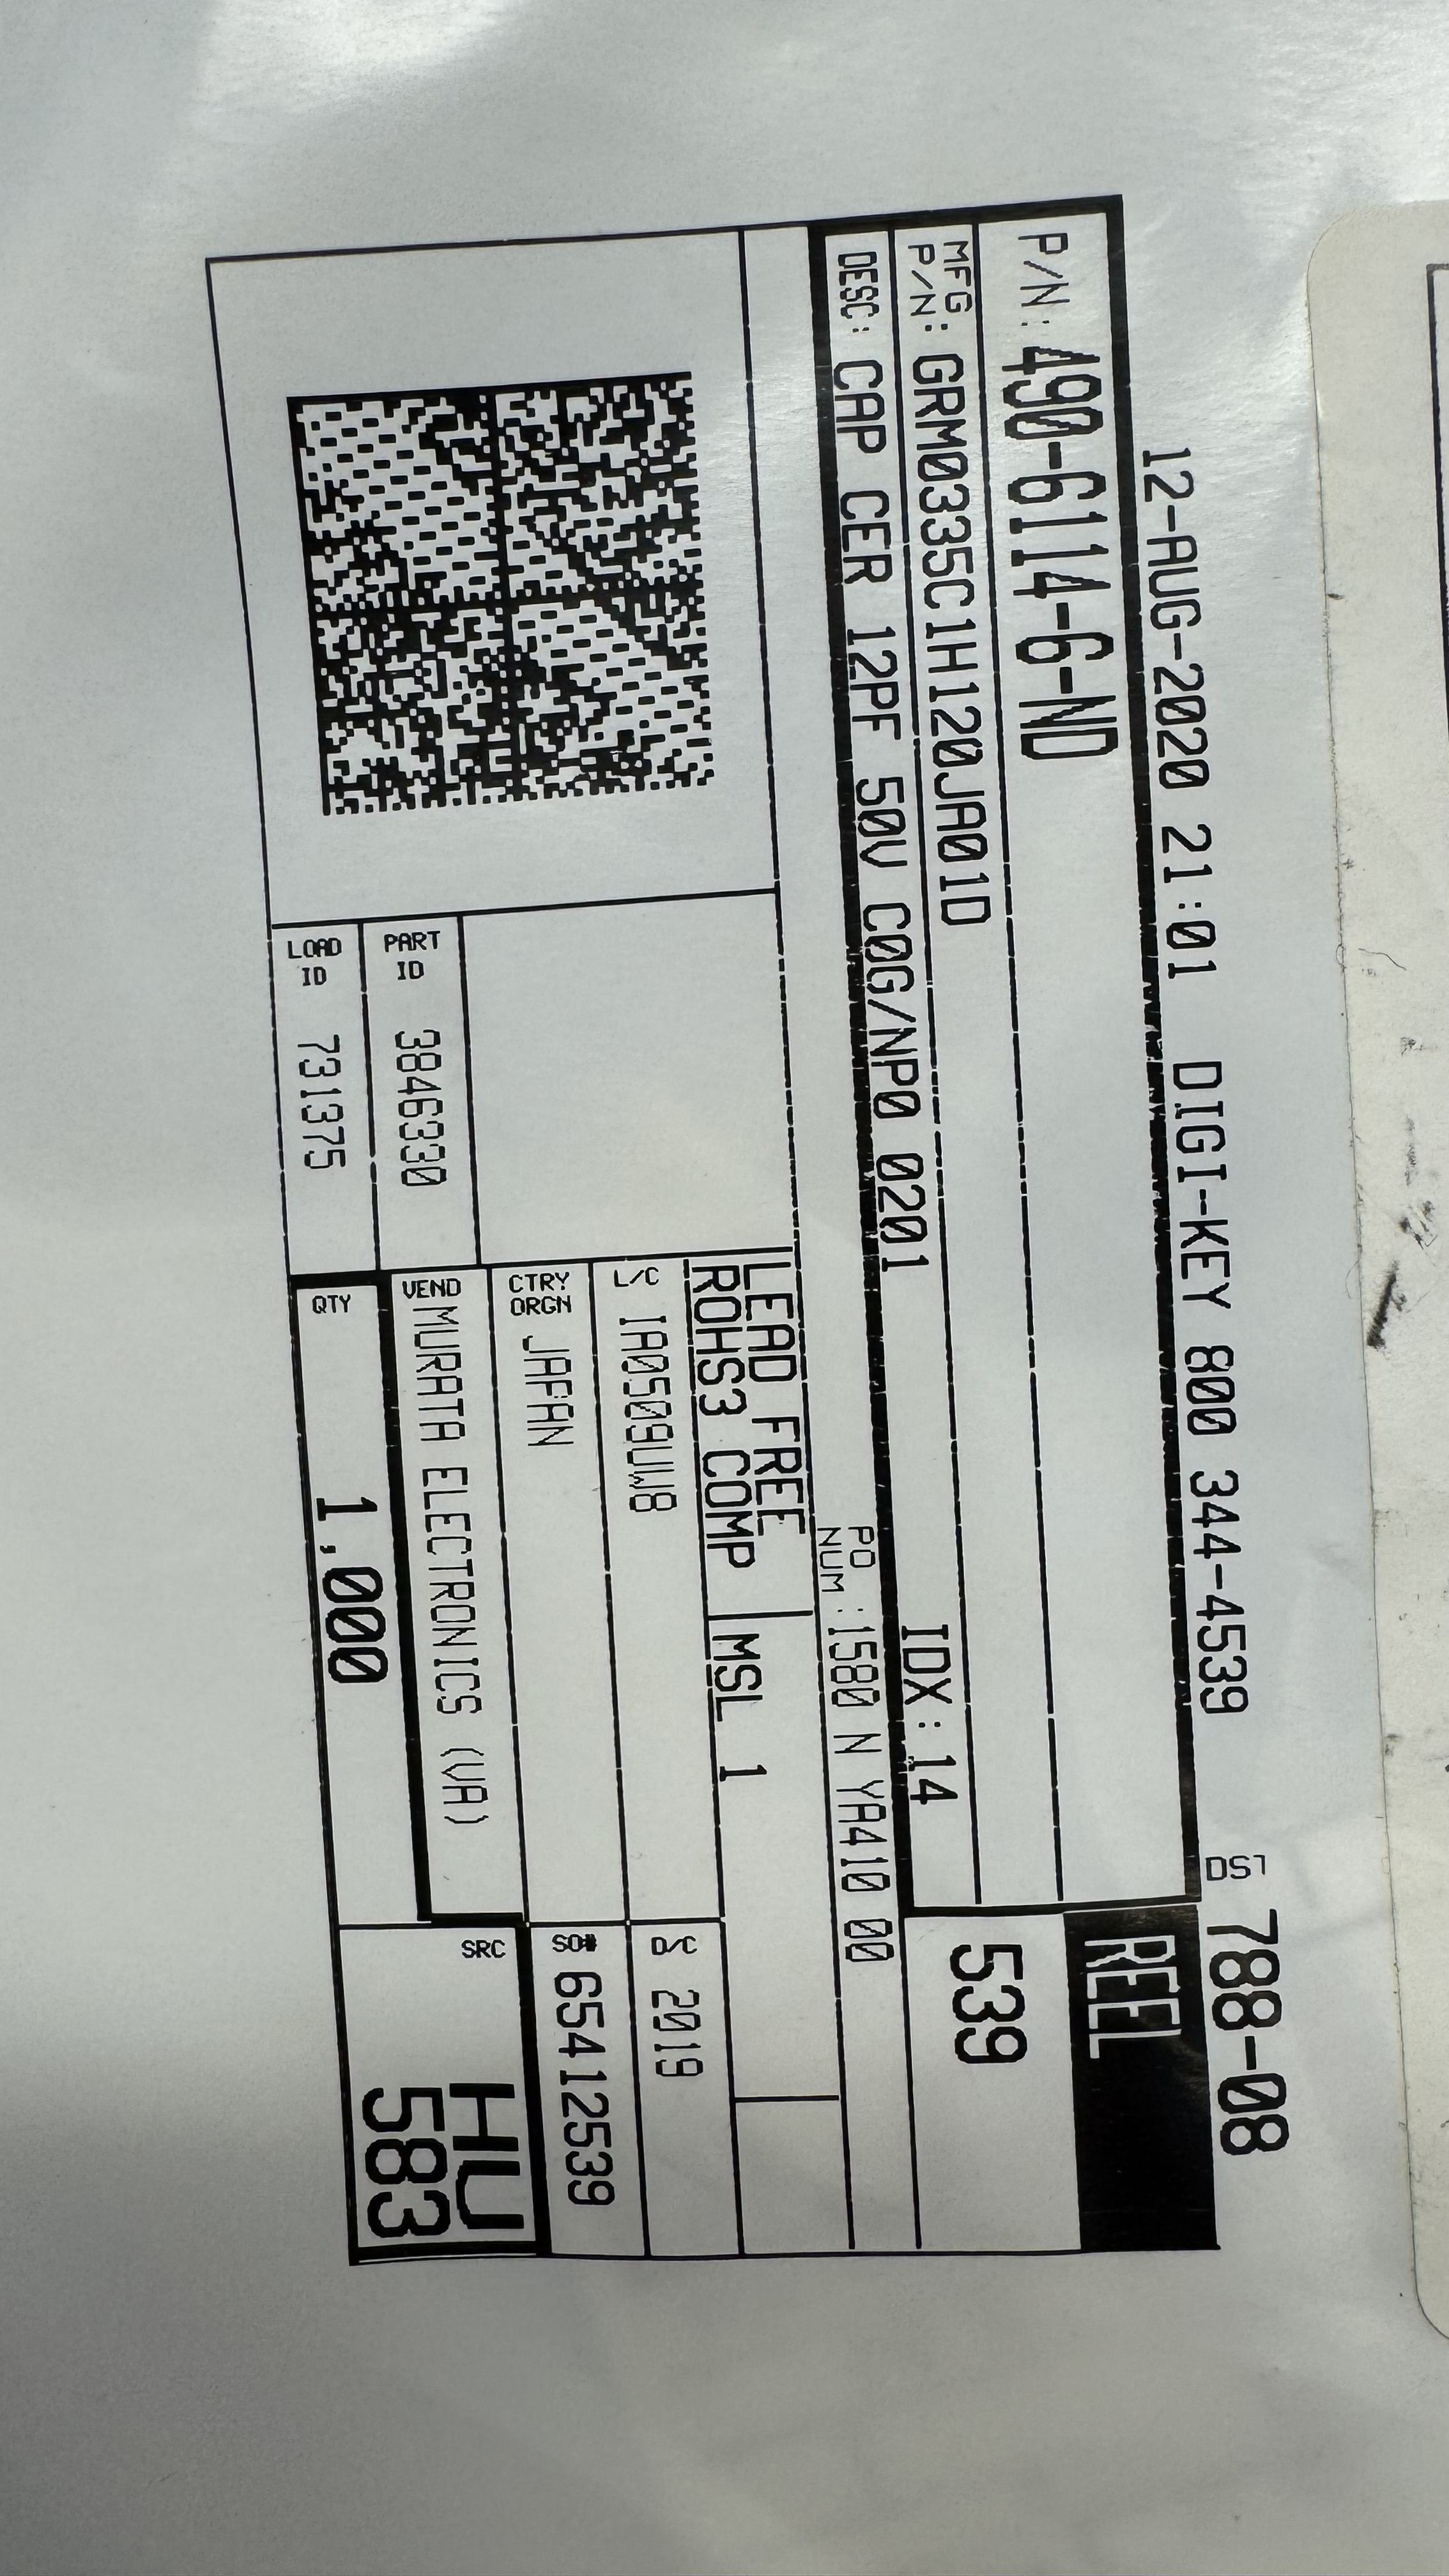 12-AUG-2020 21:01 DIGI-KEY 800 344-4539 DST 788-08
P/N: 490-6114-6-ND REEL
MFG
P/N: GRM0335C1H120JA01D IDX:14 539
DESC: CAP CER 12PF 50V C0G/NP0 0201
PO
NUM :1580 N YA410 00
LEAD FREE
ROHS3 COMP MSL 1
L/C IA0509UW8 D/C 2019
CTRY
ORGN JAPAN SO# 65412539
PART
ID 3846330
VEND MURATA ELECTRONICS (VA) SRC HU
583
LOAD
ID 731375
QTY 1,000